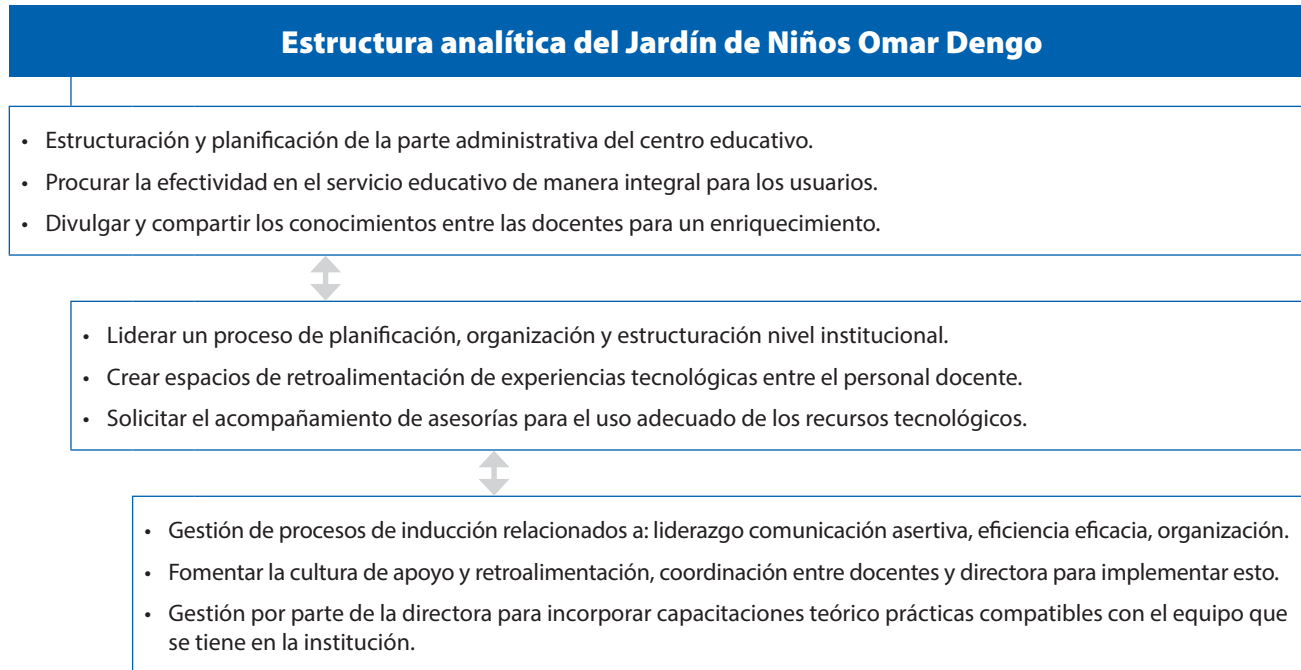 Estructura analítica del Jardín de Niños Omar Dengo
• Estructuración y planificación de la parte administrativa del centro educativo.
• Procurar la efectividad en el servicio educativo de manera integral para los usuarios.
• Divulgar y compartir los conocimientos entre las docentes para un enriquecimiento.
• Liderar un proceso de planificación, organización y estructuración nivel institucional.
• Crear espacios de retroalimentación de experiencias tecnológicas entre el personal docente.
• Solicitar el acompañamiento de asesorías para el uso adecuado de los recursos tecnológicos.
• Gestión de procesos de inducción relacionados a: liderazgo comunicación asertiva, eficiencia eficacia, organización.
• Fomentar la cultura de apoyo y retroalimentación, coordinación entre docentes y directora para implementar esto.
• Gestión por parte de la directora para incorporar capacitaciones teórico prácticas compatibles con el equipo que
se tiene en la institución.